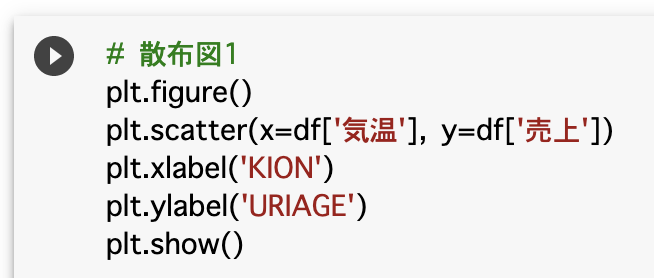 # 散布図1
plt.figure()
plt.scatter(x=df['気温'], y=df['売上'])
plt.xlabel('KION')
plt.ylabel('URIAGE')
plt.show()